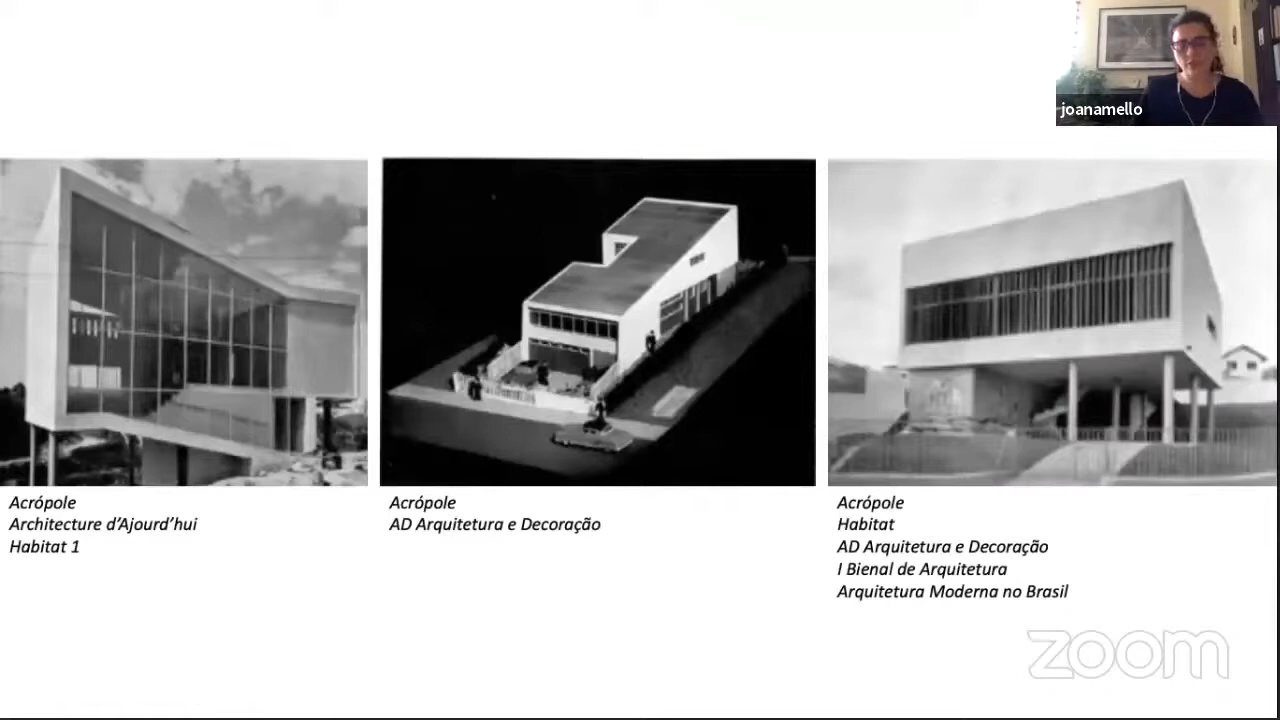 joanamello
Acrópole
Architecture d'Ajourd'hui
Habitat 1
Acrópole
AD Arquitetura e Decoração
Acrópole
Habitat
AD Arquitetura e Decoração
I Bienal de Arquitetura
Arquitetura Moderna no Brasil
zoom